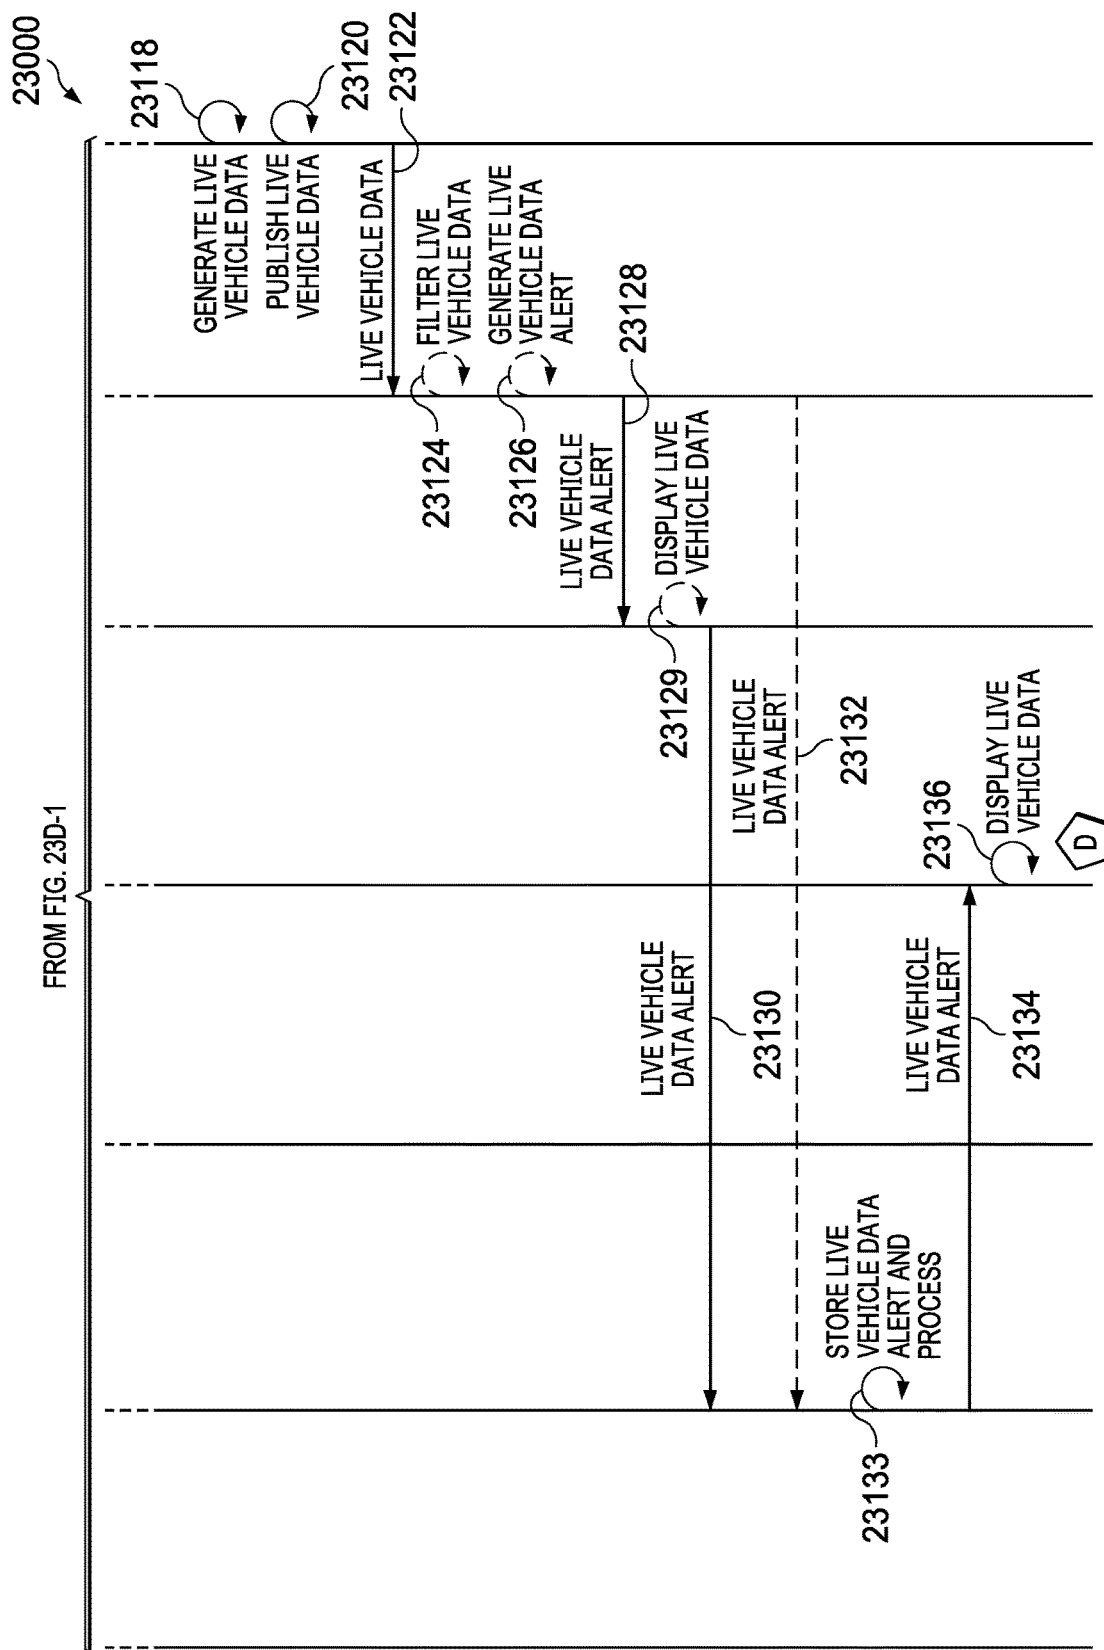 FROM FIG. 23D-1
23000
GENERATE LIVE
VEHICLE DATA
23118
PUBLISH LIVE
VEHICLE DATA
23120
LIVE VEHICLE DATA
23122
23124
FILTER LIVE
VEHICLE DATA
23126
GENERATE LIVE
VEHICLE DATA
ALERT
LIVE VEHICLE
DATA ALERT
23128
23129
DISPLAY LIVE
VEHICLE DATA
LIVE VEHICLE
DATA ALERT
23130
LIVE VEHICLE
DATA ALERT
23132
23133
STORE LIVE
VEHICLE DATA
ALERT AND
PROCESS
LIVE VEHICLE
DATA ALERT
23134
23136
DISPLAY LIVE
VEHICLE DATA
D